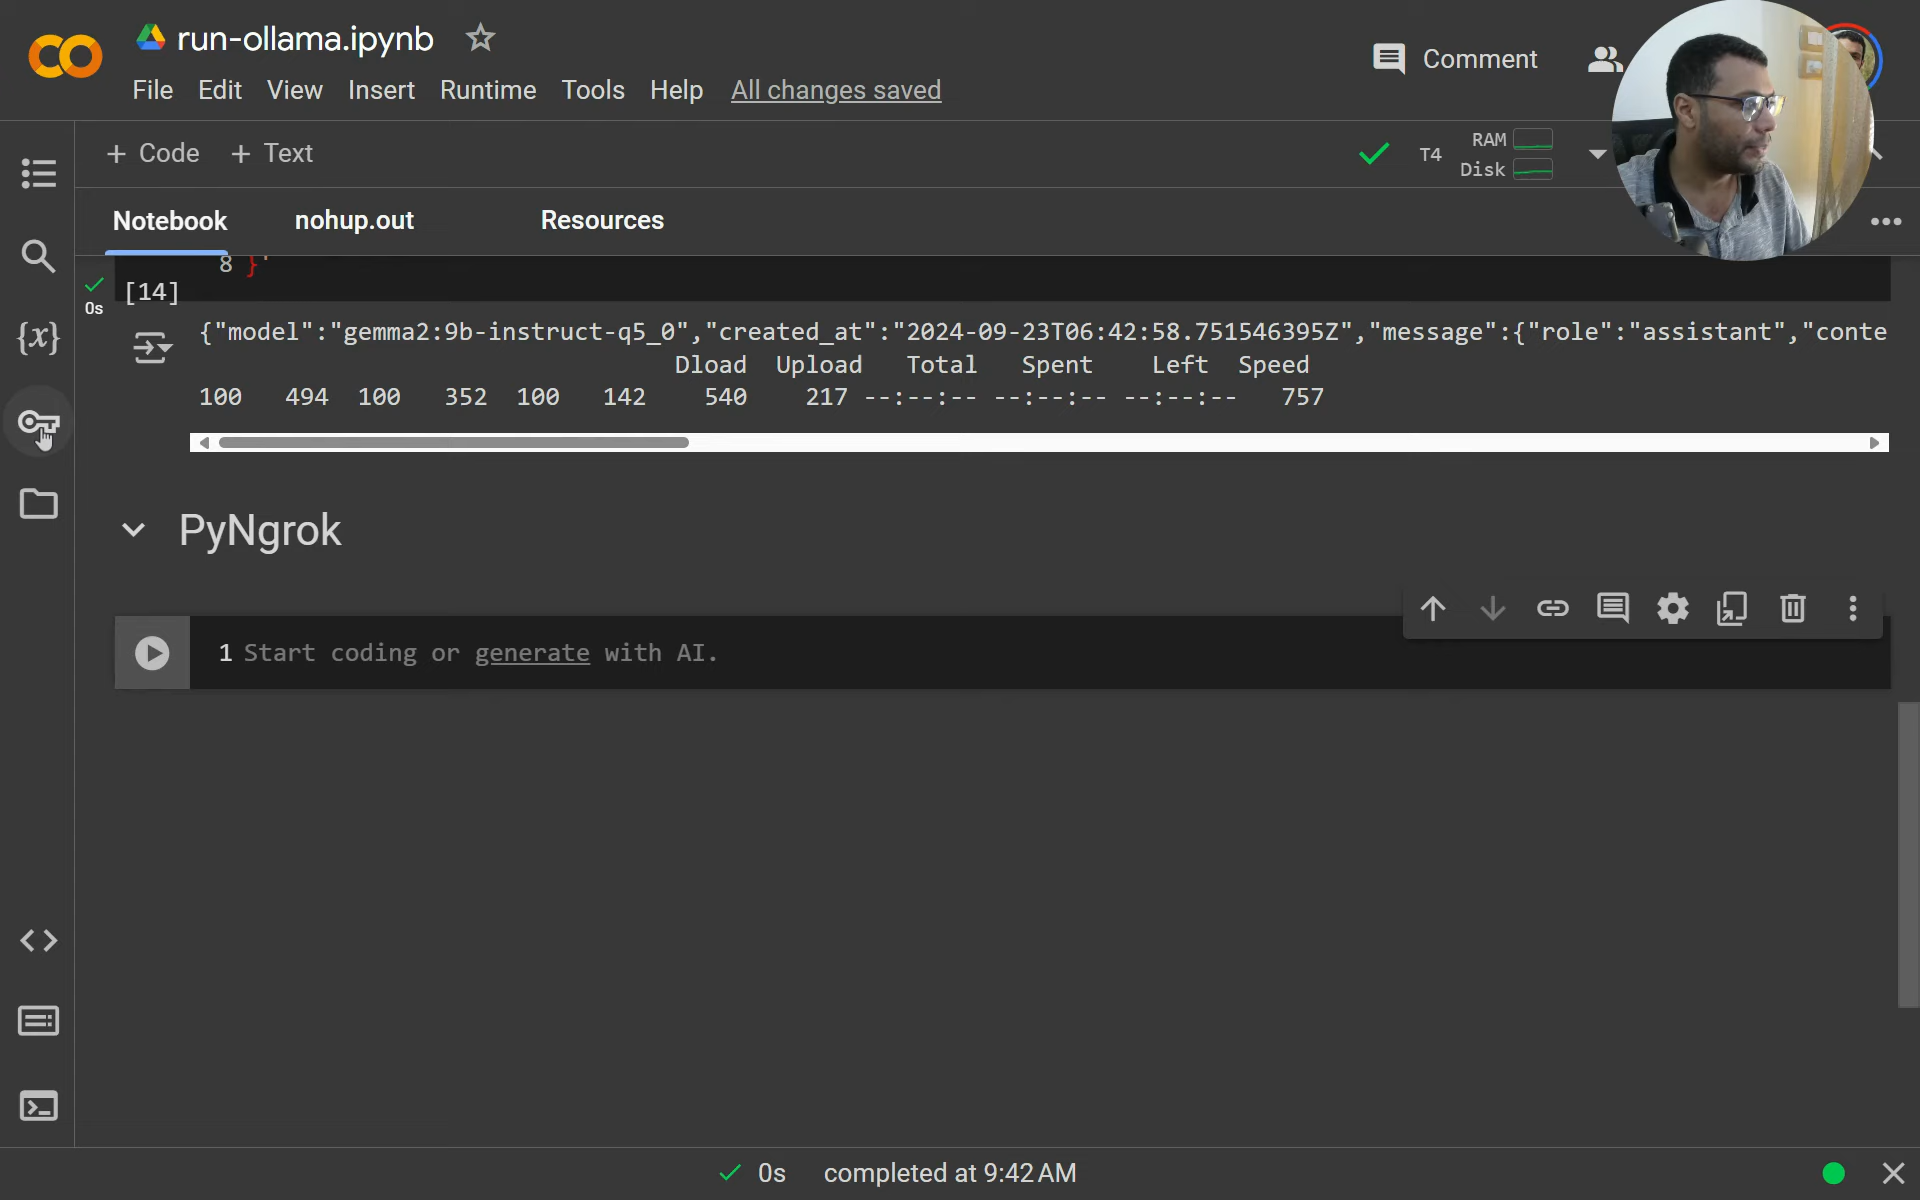 run-ollama.ipynb
Comment
File Edit View Insert Runtime Tools Help All changes saved
+ Code + Text
T4 RAM Disk
Notebook nohup.out Resources
8 }'
[14]
0s
{"model":"gemma2:9b-instruct-q5_0","created_at":"2024-09-23T06:42:58.751546395Z","message":{"role":"assistant","conte
Dload Upload Total Spent Left Speed
100 494 100 352 100 142 540 217 --:--:-- --:--:-- --:--:-- 757
{x}
PyNgrok
1 Start coding or generate with AI.
0s completed at 9:42 AM